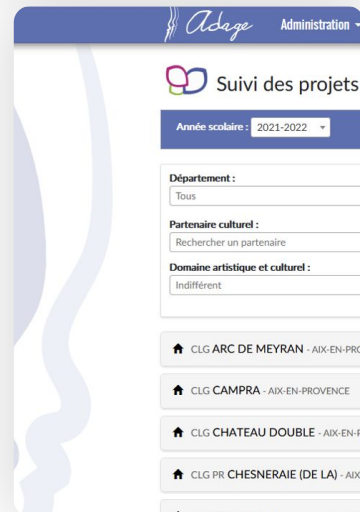 Adage Administration
Suivi des projets
Année scolaire : 2021-2022
Département :
Tous
Partenaire culturel :
Rechercher un partenaire
Domaine artistique et culturel :
Indifférent
CLG ARC DE MEYRAN - AIX-EN-PRO
CLG CAMPRA - AIX-EN-PROVENCE
CLG CHATEAU DOUBLE - AIX-EN-P
CLG PR CHESNERAIE (DE LA) - AIX